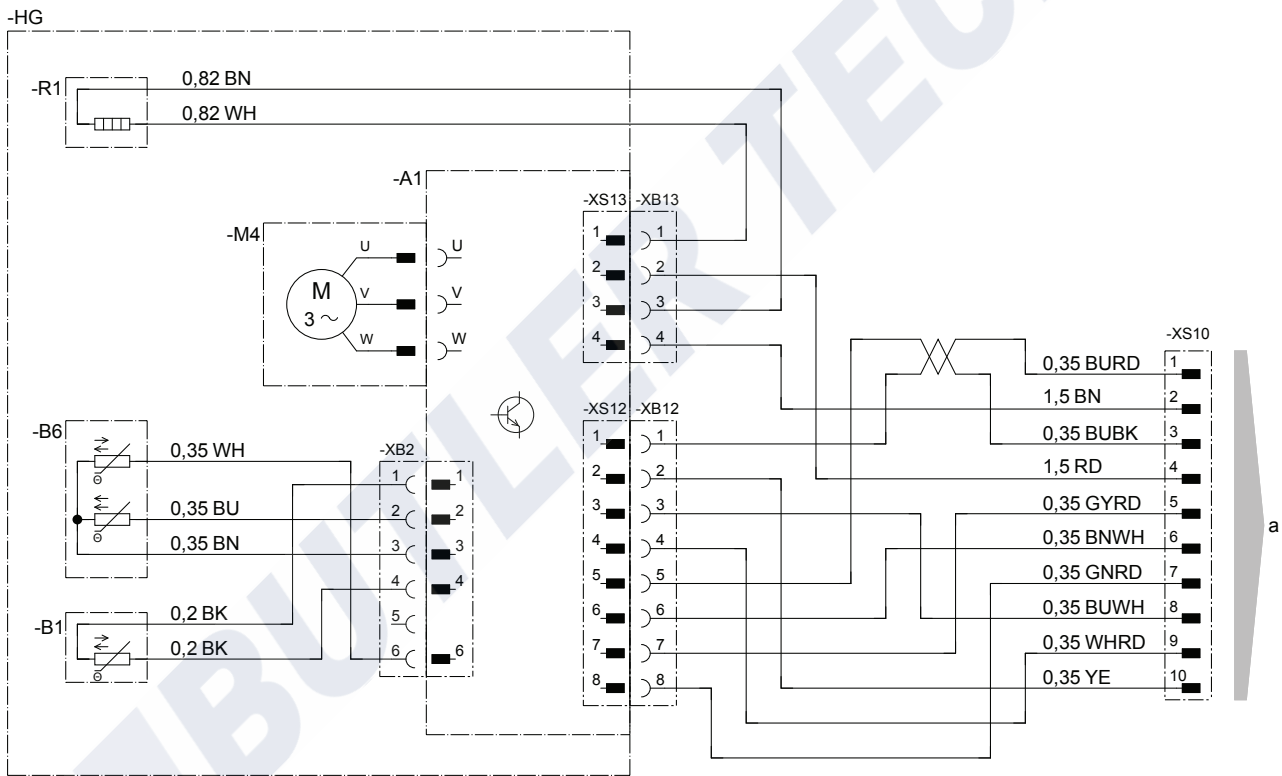 -HG
-R1
0,82 BN
0,82 WH
-A1
-M4
U
V
W
M
3 ~
U
V
W
-XS13 -XB13
1 1
2 2
3 3
4 4
-XS12 -XB12
1 1
2 2
3 3
4 4
5 5
6 6
7 7
8 8
-B6
0,35 WH
0,35 BU
0,35 BN
-B1
0,2 BK
0,2 BK
-XB2
1 1
2 2
3 3
4 4
5
6 6
-XS10
0,35 BURD 1
1,5 BN 2
0,35 BUBK 3
1,5 RD 4
0,35 GYRD 5
0,35 BNWH 6
0,35 GNRD 7
0,35 BUWH 8
0,35 WHRD 9
0,35 YE 10
a
BUTLER TEC